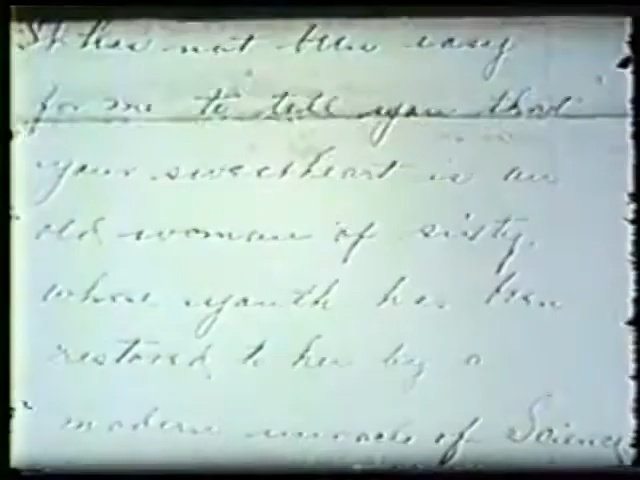 It has not been easy
for me to tell you that
your sweetheart is an
old woman of sixty,
whose youth has been
restored to her by a
modern miracle of Science